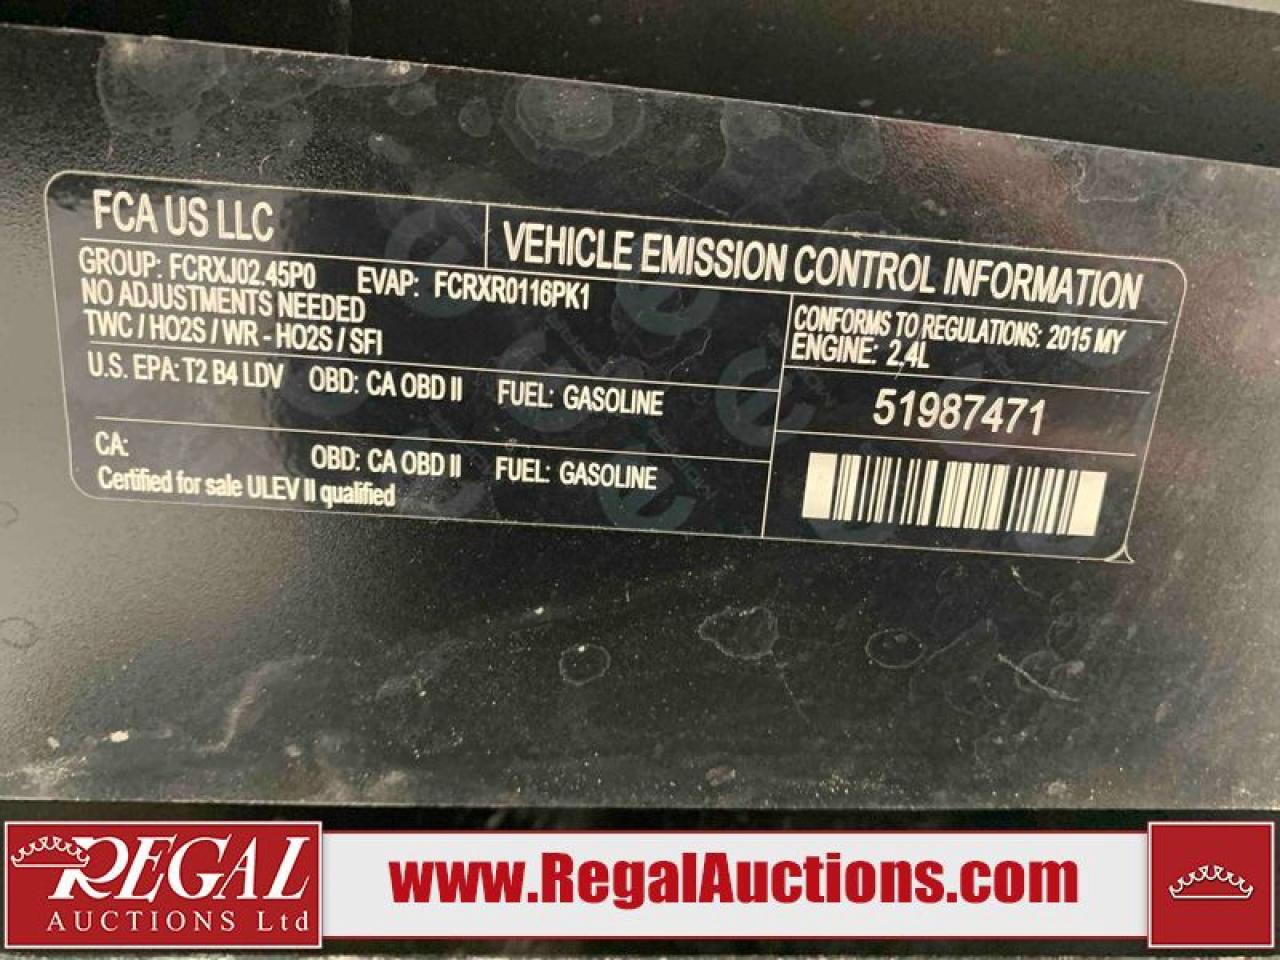 FCA US LLC
VEHICLE EMISSION CONTROL INFORMATION
GROUP: FCRXJ02.45P0 EVAP: FCRXR0116PK1
NO ADJUSTMENTS NEEDED
TWC / HO2S / WR - HO2S / SFI
CONFORMS TO REGULATIONS: 2015 MY
ENGINE: 2.4L
U.S. EPA: T2 B4 LDV OBD: CA OBD II FUEL: GASOLINE
51987471
CA: OBD: CA OBD II FUEL: GASOLINE
Certified for sale ULEV II qualified
REGAL
AUCTIONS Ltd
www.RegalAuctions.com